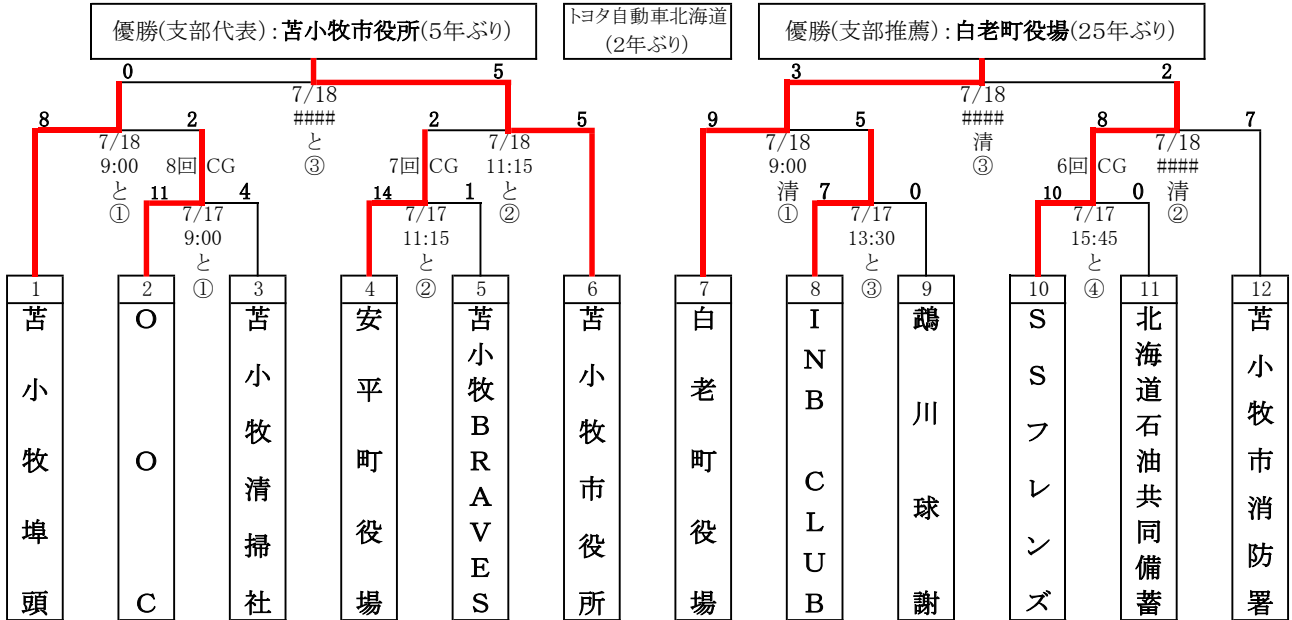 優勝(支部代表)：苫小牧市役所(5年ぶり)
トヨタ自動車北海道
(2年ぶり)
優勝(支部推薦)：白老町役場(25年ぶり)
0
5
3
2
7/18
####
と
③
7/18
####
清
③
8
2
2
5
9
5
8
7
7/18
9:00
と
①
8回 CG
7回 CG
7/18
11:15
と
②
7/18
9:00
清
①
6回 CG
7/18
####
清
②
11
4
14
1
7
0
10
0
7/17
9:00
と
①
7/17
11:15
と
②
7/17
13:30
と
③
7/17
15:45
と
④
1
苫小牧埠頭
2
OOC
3
苫小牧清掃社
4
安平町役場
5
苫小牧BRAVES
6
苫小牧市役所
7
白老町役場
8
INB CLUB
9
鵡川球謝
10
SSフレンズ
11
北海道石油共同備蓄
12
苫小牧市消防署